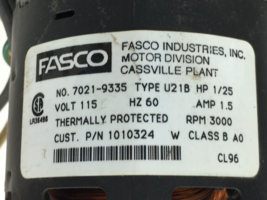 FASCO
FASCO INDUSTRIES, INC.
MOTOR DIVISION
CASSVILLE PLANT
NO. 7021-9335 TYPE U21B HP 1/25
VOLT 115 HZ 60 AMP 1.5
THERMALLY PROTECTED RPM 3000
CUST. P/N 1010324 W CLASS B AO
CL96